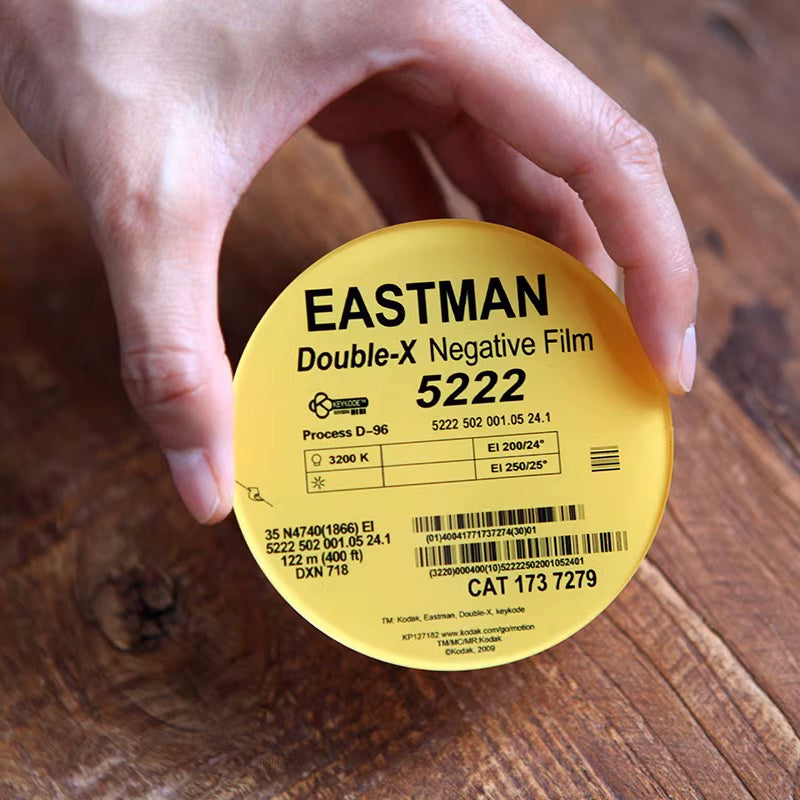 EASTMAN
Double-X Negative Film
5222
KEYKODE™
5222 502 001.05 24.1
Process D-96
3200 K
EI 200/24°
EI 250/25°
35 N4740(1866) EI
5222 502 001.05 24.1
122 m (400 ft)
DXN 718
(01)40041771737274(30)01
(3220)000400(10)52222502001052401
CAT 173 7279
TM: Kodak, Eastman, Double-X, keykode
KP127182 www.kodak.com/go/motion
TM/MC/MR:Kodak
©Kodak, 2009